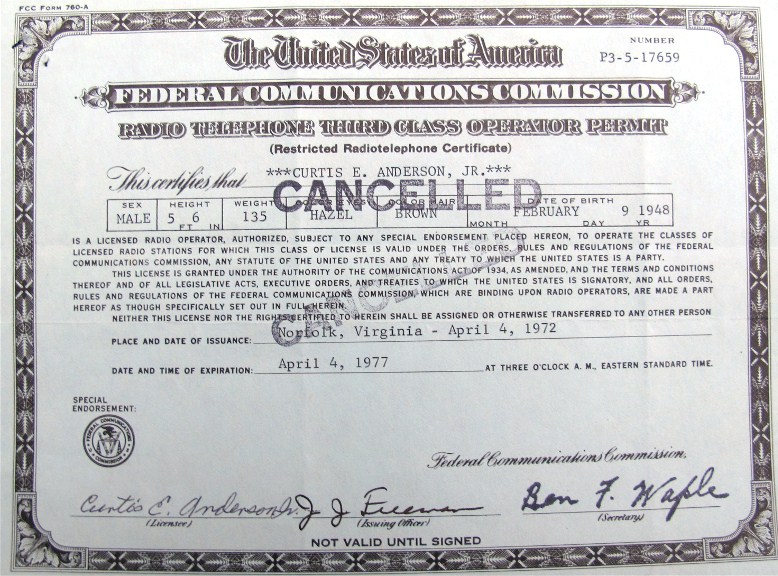 FCC FORM 760-A
The United States of America
NUMBER
P3-5-17659
FEDERAL COMMUNICATIONS COMMISSION
RADIO TELEPHONE THIRD CLASS OPERATOR PERMIT
(Restricted Radiotelephone Certificate)
This certifies that ***CURTIS E. ANDERSON, JR.***
CANCELLED
SEX HEIGHT WEIGHT COLOR EYES COLOR HAIR DATE OF BIRTH
MALE 5 6 135 HAZEL BROWN FEBRUARY 9 1948
FT IN MONTH DAY YR
IS A LICENSED RADIO OPERATOR, AUTHORIZED, SUBJECT TO ANY SPECIAL ENDORSEMENT PLACED HEREON, TO OPERATE THE CLASSES OF
LICENSED RADIO STATIONS FOR WHICH THIS CLASS OF LICENSE IS VALID UNDER THE ORDERS, RULES AND REGULATIONS OF THE FEDERAL
COMMUNICATIONS COMMISSION, ANY STATUTE OF THE UNITED STATES AND ANY TREATY TO WHICH THE UNITED STATES IS A PARTY.
THIS LICENSE IS GRANTED UNDER THE AUTHORITY OF THE COMMUNICATIONS ACT OF 1934, AS AMENDED, AND THE TERMS AND CONDITIONS
THEREOF AND OF ALL LEGISLATIVE ACTS, EXECUTIVE ORDERS, AND TREATIES TO WHICH THE UNITED STATES IS SIGNATORY, AND ALL ORDERS,
RULES AND REGULATIONS OF THE FEDERAL COMMUNICATIONS COMMISSION, WHICH ARE BINDING UPON RADIO OPERATORS, ARE MADE A PART
HEREOF AS THOUGH SPECIFICALLY SET OUT IN FULL HEREIN.
NEITHER THIS LICENSE NOR THE RIGHTS CERTIFIED TO HEREIN SHALL BE ASSIGNED OR OTHERWISE TRANSFERRED TO ANY OTHER PERSON
PLACE AND DATE OF ISSUANCE: Norfolk, Virginia - April 4, 1972
DATE AND TIME OF EXPIRATION: April 4, 1977 AT THREE O'CLOCK A. M., EASTERN STANDARD TIME.
SPECIAL
ENDORSEMENT:
FEDERAL COMMUNICATIONS COMMISSION
Federal Communications Commission.
Curtis E. Anderson Jr. J J Freeman Ben F. Waple
(Licensee) (Issuing Officer) (Secretary)
NOT VALID UNTIL SIGNED